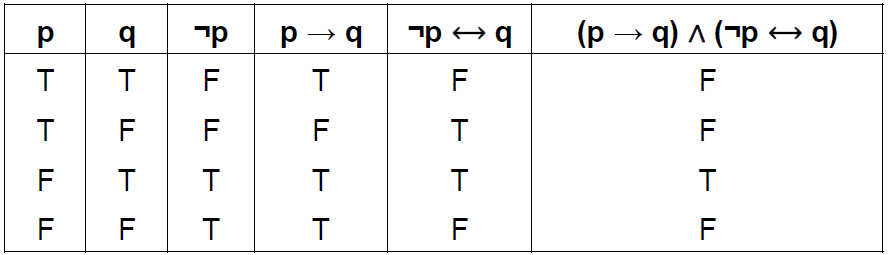 p q ¬p p → q ¬p ↔ q (p → q) ∧ (¬p ↔ q)
T T F T F F
T F F F T F
F T T T T T
F F T T F F